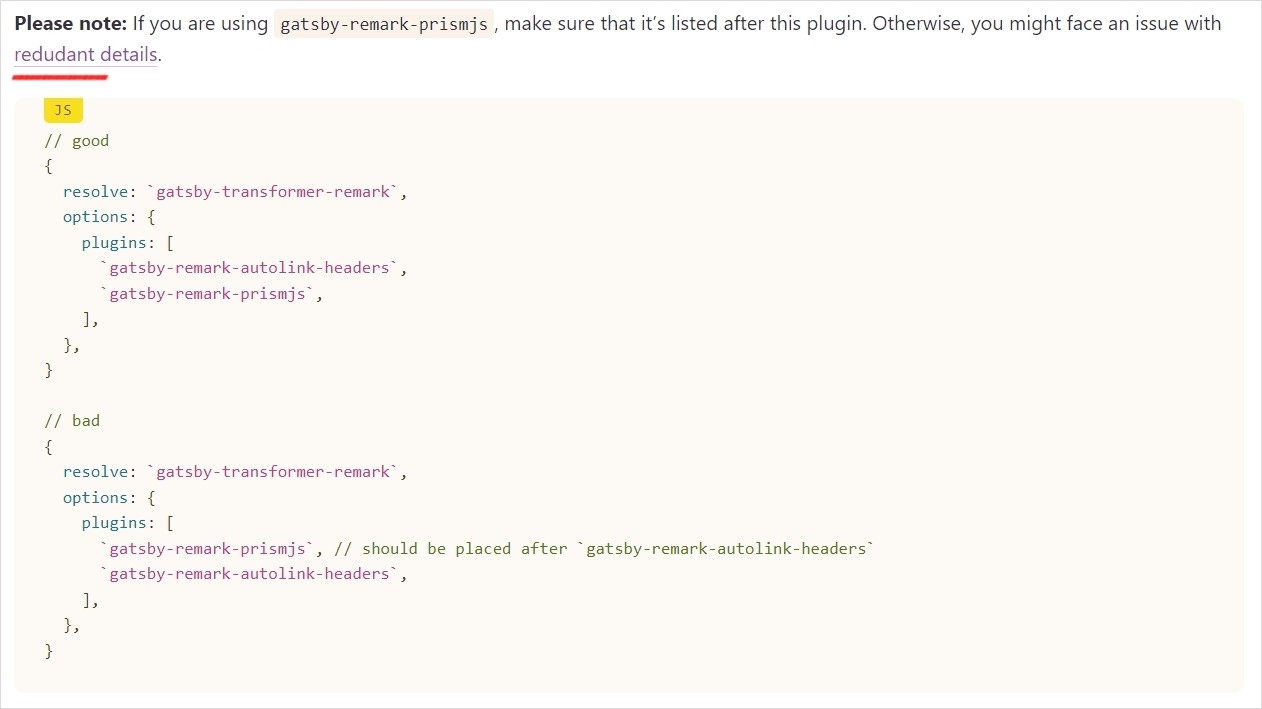 Please note: If you are using gatsby-remark-prismjs, make sure that it’s listed after this plugin. Otherwise, you might face an issue with
redudant details.
JS
// good
{
  resolve: `gatsby-transformer-remark`,
  options: {
    plugins: [
      `gatsby-remark-autolink-headers`,
      `gatsby-remark-prismjs`,
    ],
  },
}

// bad
{
  resolve: `gatsby-transformer-remark`,
  options: {
    plugins: [
      `gatsby-remark-prismjs`, // should be placed after `gatsby-remark-autolink-headers`
      `gatsby-remark-autolink-headers`,
    ],
  },
}